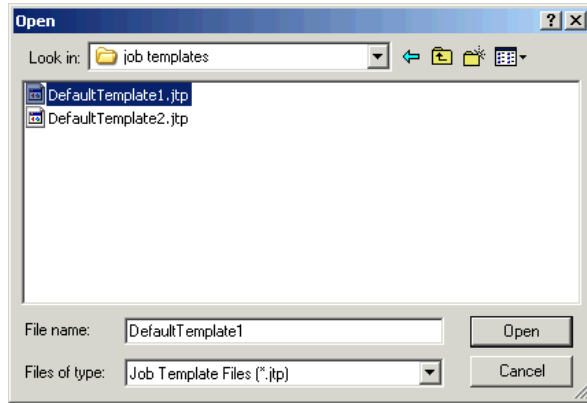 Open
Look in: job templates
DefaultTemplate1.jtp
DefaultTemplate2.jtp
File name: DefaultTemplate1 Open
Files of type: Job Template Files (*.jtp) Cancel